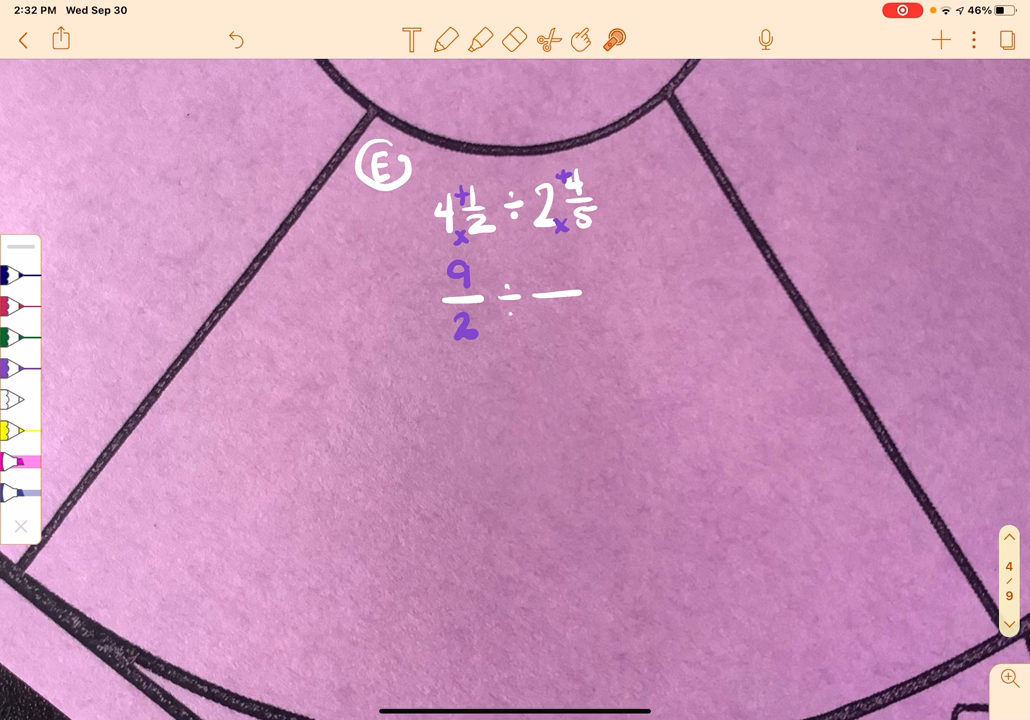 2:32 PM Wed Sep 30
46%
T
E
4 1/2 ÷ 2 4/5
+ +
x x
9/2 ÷ —
4
/
9